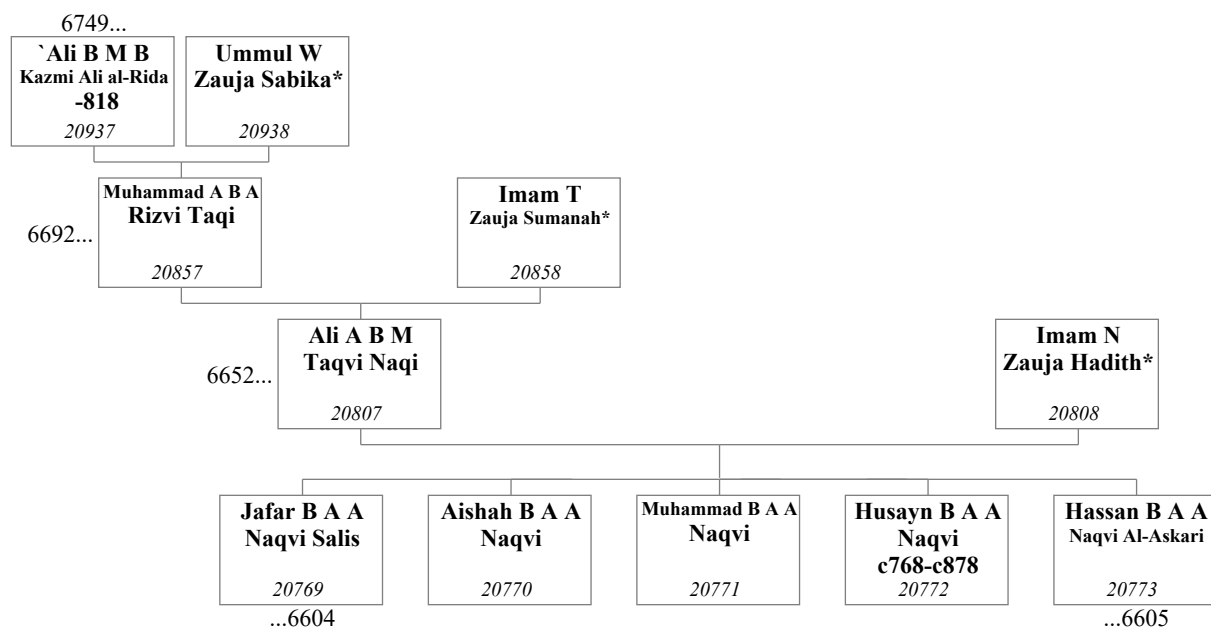 6749...
`Ali B M B
Kazmi Ali al-Rida
-818
20937
Ummul W
Zauja Sabika*
20938
6692...
Muhammad A B A
Rizvi Taqi
20857
Imam T
Zauja Sumanah*
20858
6652...
Ali A B M
Taqvi Naqi
20807
Imam N
Zauja Hadith*
20808
Jafar B A A
Naqvi Salis
20769
...6604
Aishah B A A
Naqvi
20770
Muhammad B A A
Naqvi
20771
Husayn B A A
Naqvi
c768-c878
20772
Hassan B A A
Naqvi Al-Askari
20773
...6605